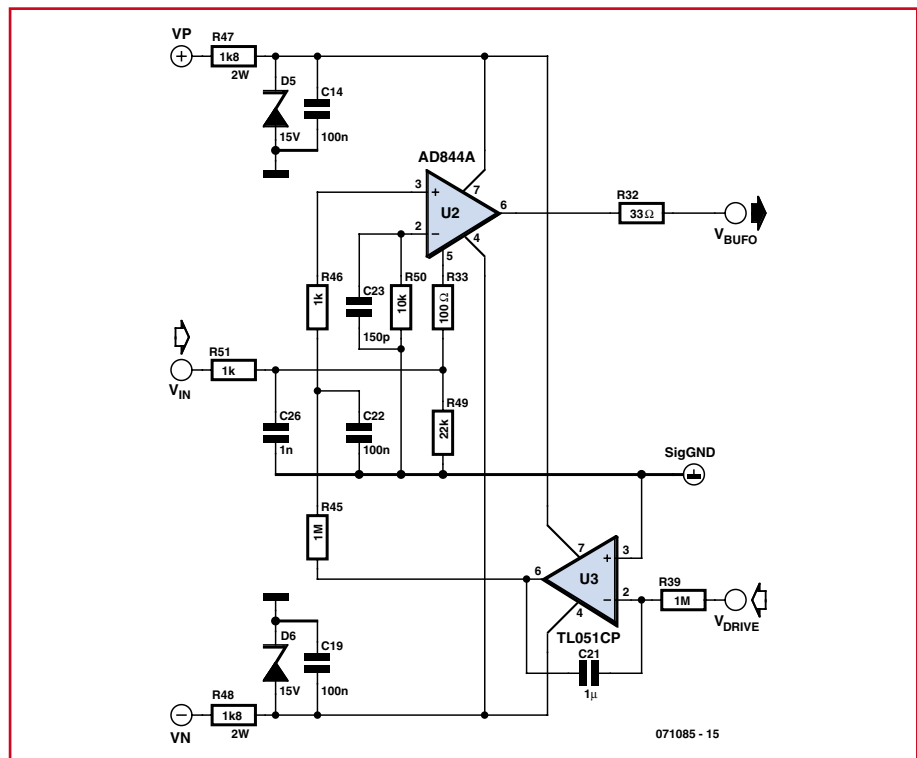 VP
R47
1k8
2W
D5
15V
C14
100n
AD844A
3
+
7
U2
6
2
−
4
5
R32
33Ω
VBUFO
R46
1k
C23
150p
R50
10k
R33
100 Ω
R51
1k
VIN
C26
1n
C22
100n
R49
22k
SigGND
R45
1M
7
+
3
6
U3
−
2
4
R39
1M
VDRIVE
TL051CP
C21
1µ
D6
15V
C19
100n
R48
1k8
2W
VN
071085 - 15